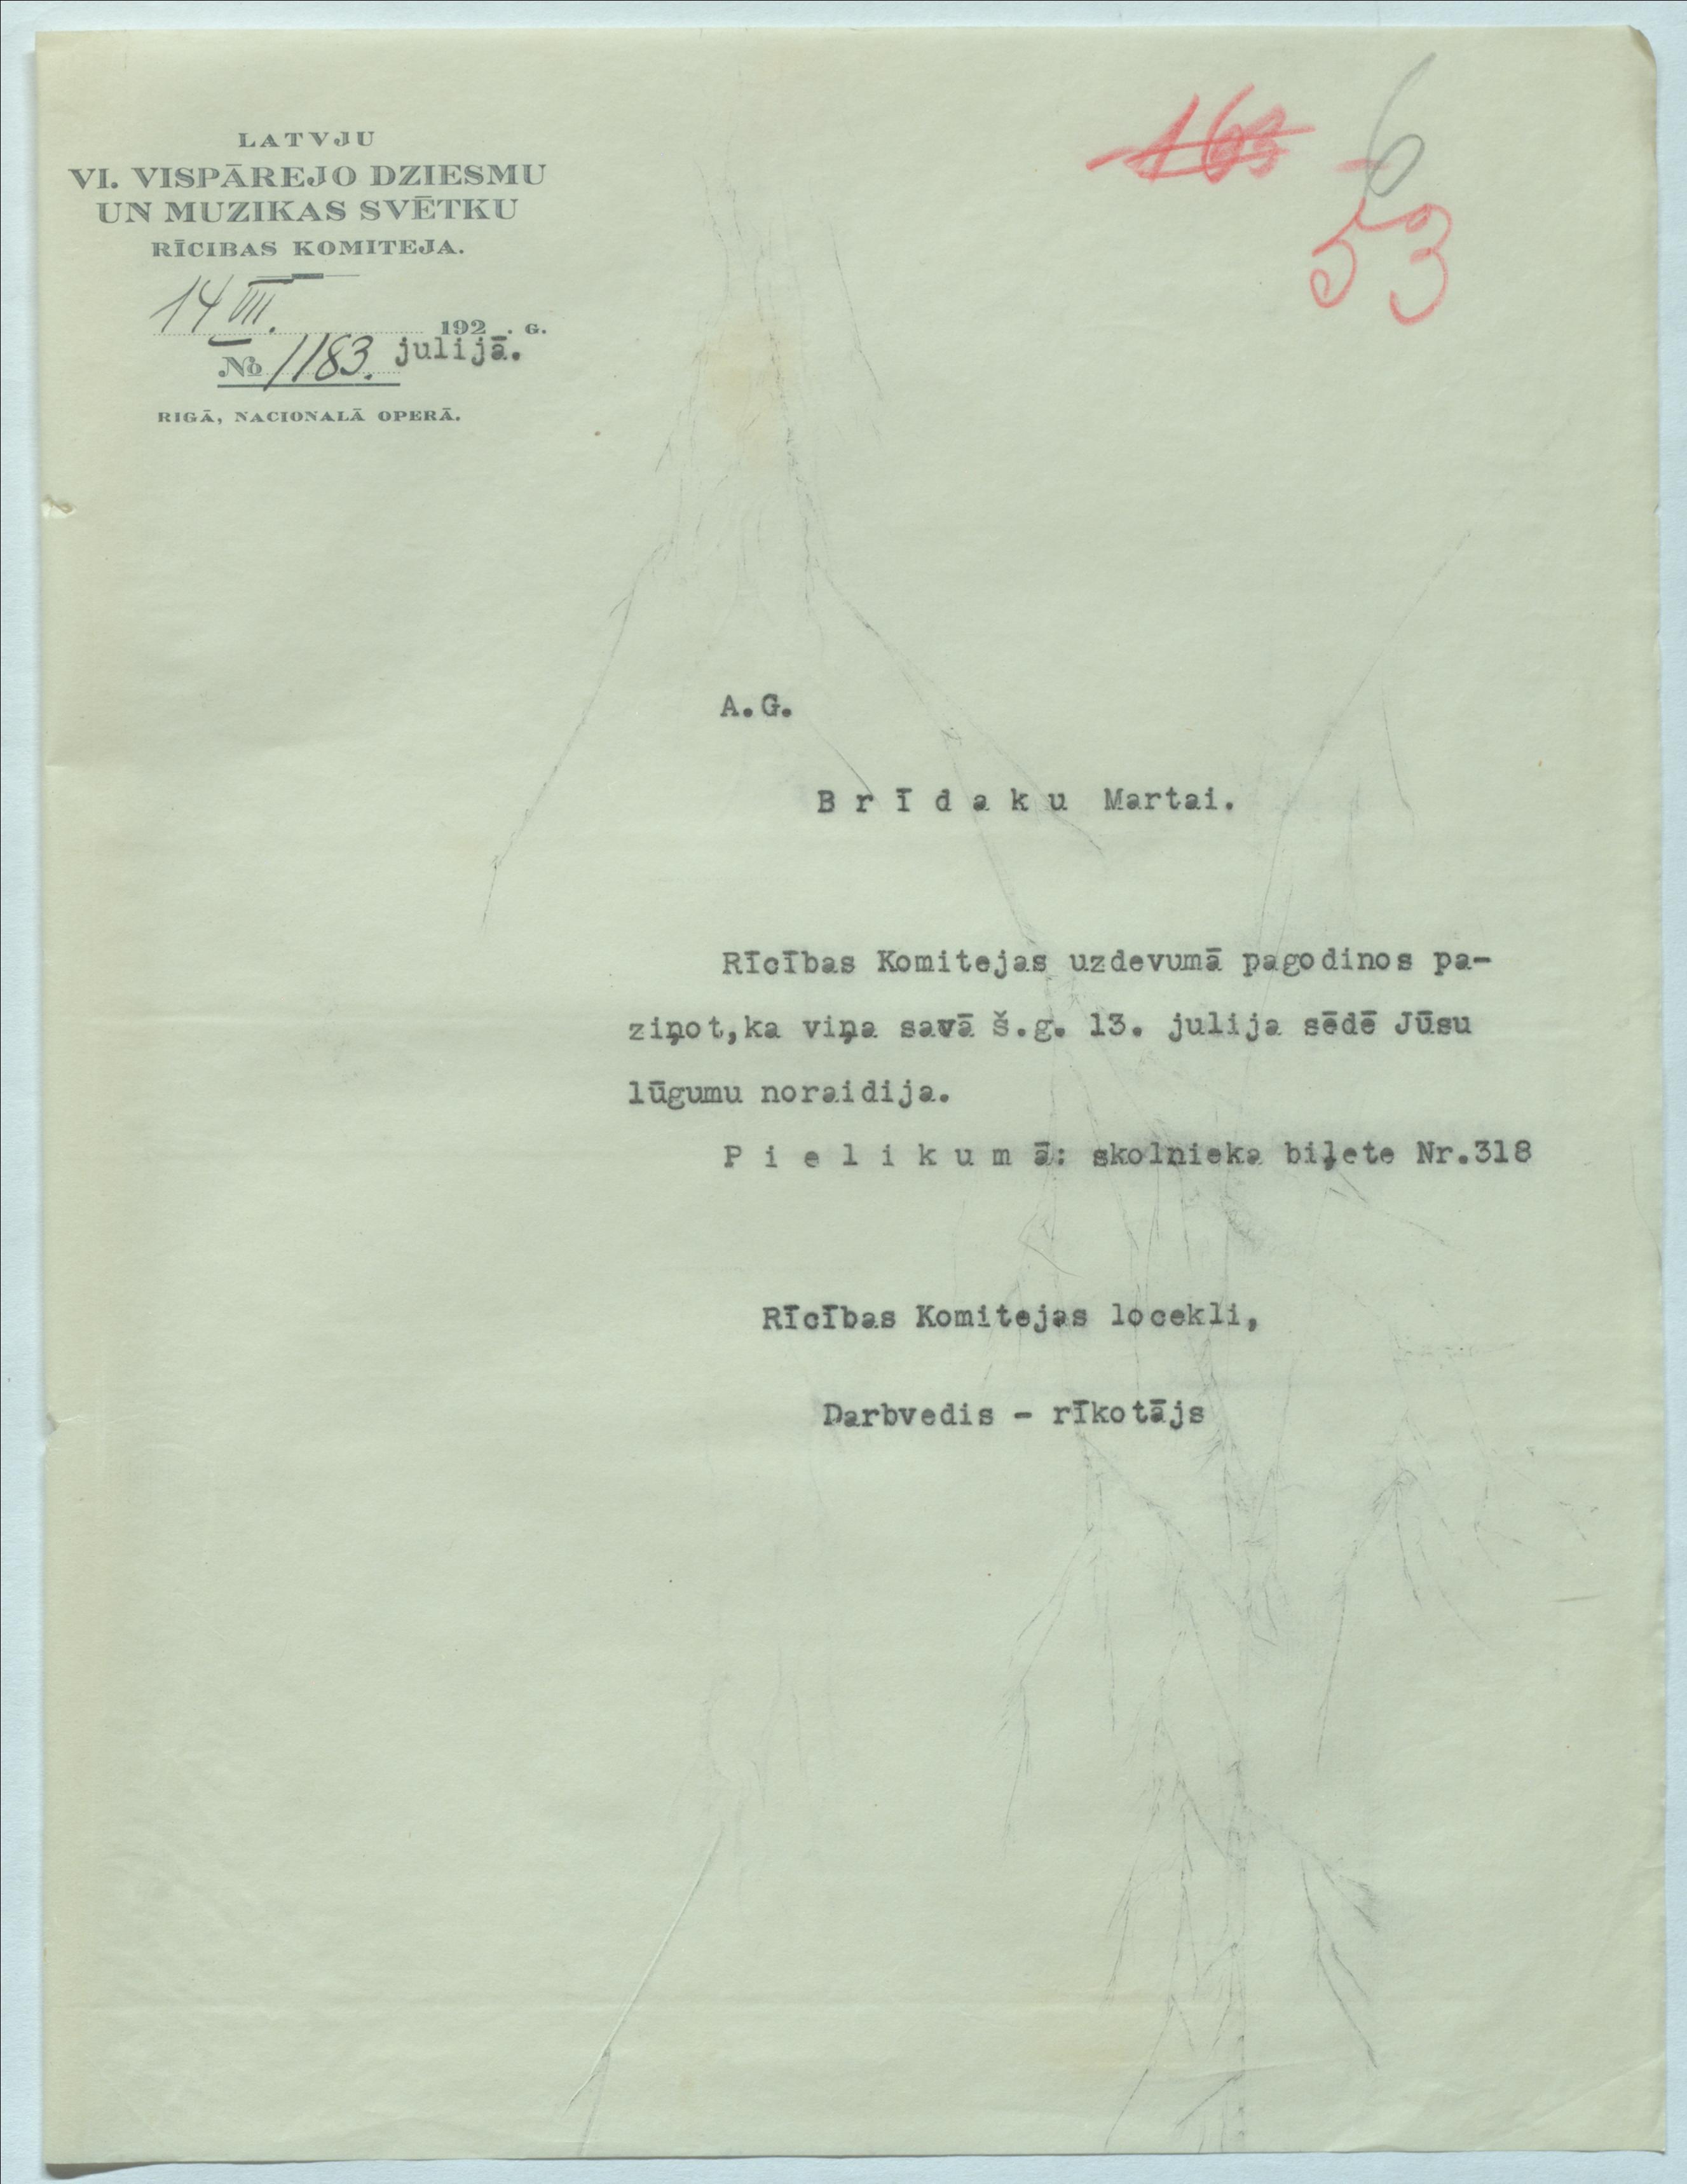 LATVJU
VI. VISPĀREJO DZIESMU
UN MUZIKAS SVĒTKU
RĪCIBAS KOMITEJA.
14 VII. 192 . G.
julijā.
No 1183.
RIGĀ, NACIONALĀ OPERĀ.
163 6
53
A.G.
B r ī d a k u Martai.
Rīcības Komitejas uzdevumā pagodinos pa-
ziņot,ka viņa savā š.g. 13. julija sēdē Jūsu
lūgumu noraidija.
P i e l i k u m ā: skolnieka biļete Nr.318
Rīcības Komitejas locekli,
Darbvedis - rīkotājs